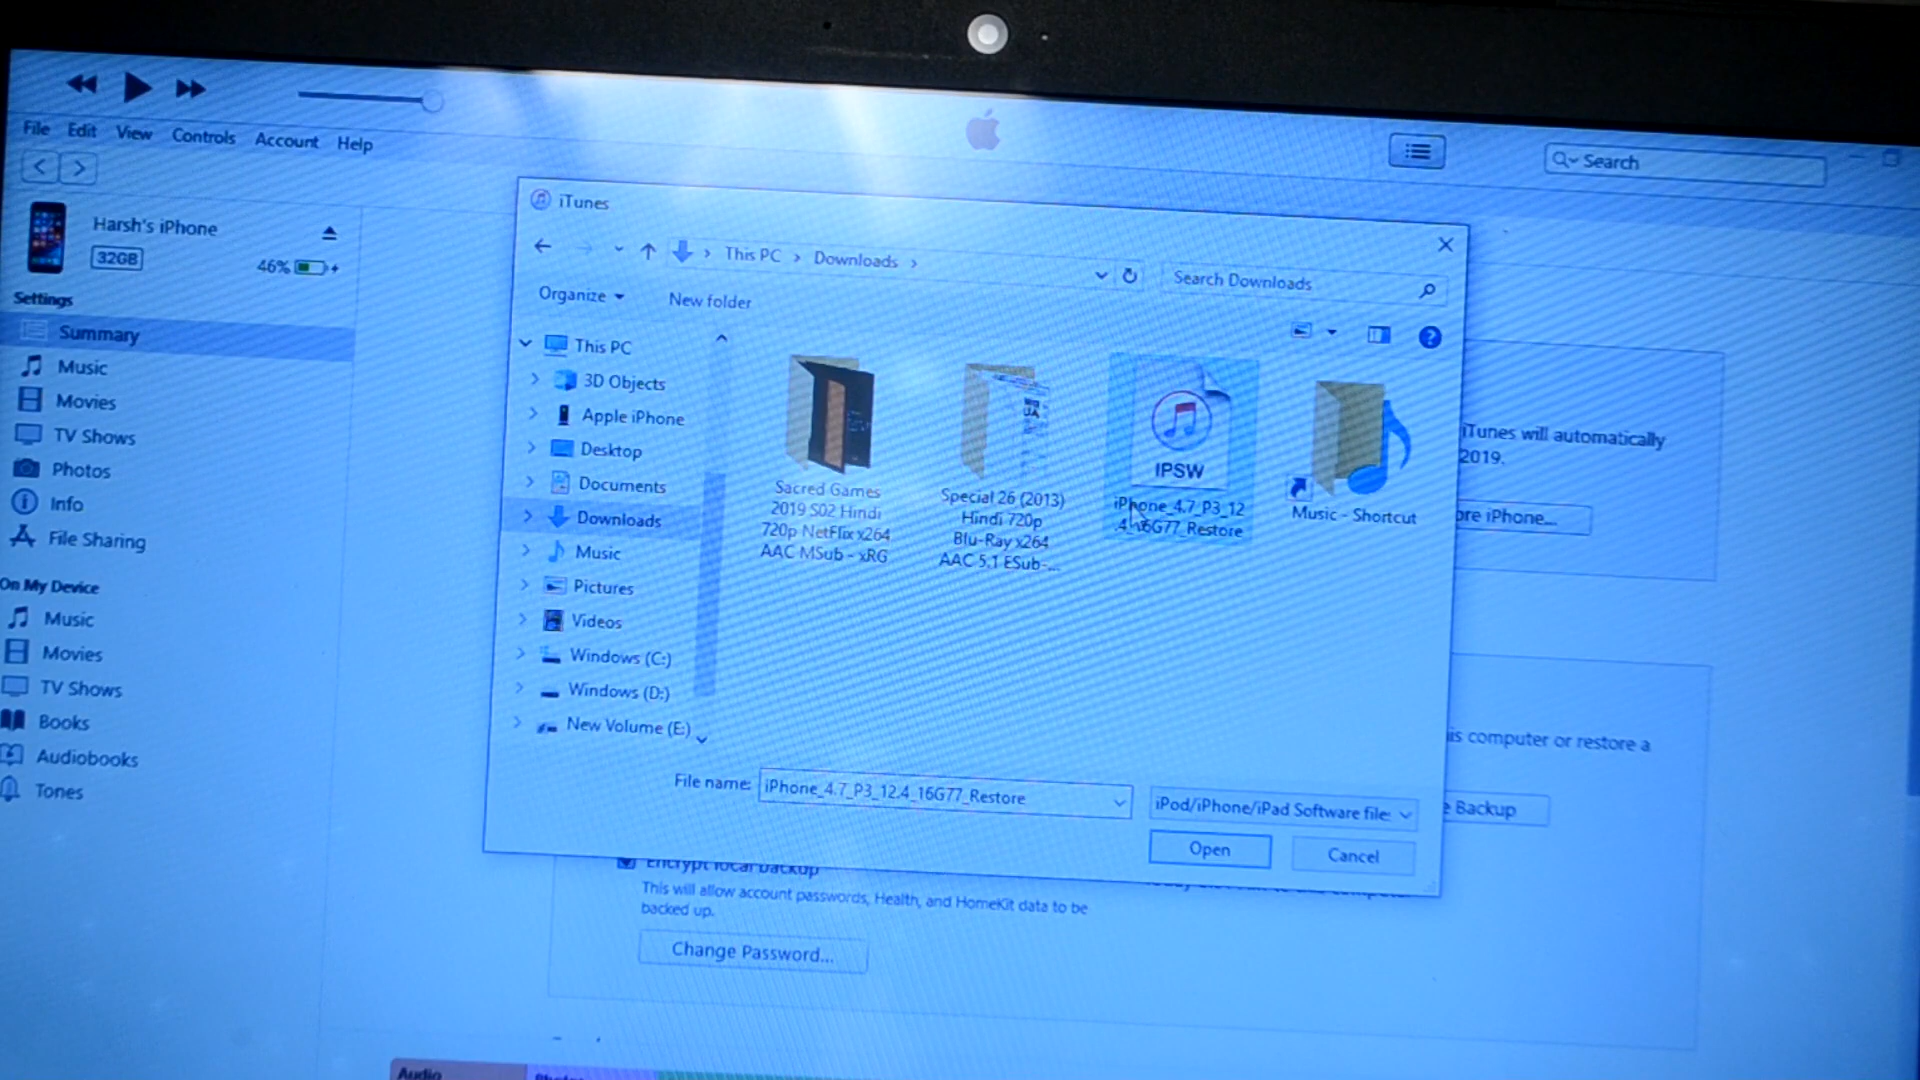 File Edit View Controls Account Help
Search
Harsh's iPhone
32GB
46%
Settings
Summary
Music
Movies
TV Shows
Photos
Info
File Sharing
On My Device
Music
Movies
TV Shows
Books
Audiobooks
Tones
iTunes
This PC > Downloads >
Search Downloads
Organize
New folder
This PC
3D Objects
Apple iPhone
Desktop
Documents
Downloads
Music
Pictures
Videos
Windows (C:)
Windows (D:)
New Volume (E:)
Sacred Games
2019 S02 Hindi
720p NetFlix x264
AAC MSub - xRG
Special 26 (2013)
Hindi 720p
Blu-Ray x264
AAC 5.1 ESub-...
IPSW
iPhone_4.7_P3_12
.4_16G77_Restore
Music - Shortcut
File name:
iPhone_4.7_P3_12.4_16G77_Restore
iPod/iPhone/iPad Software file
Open
Cancel
iTunes will automatically
2019.
ore iPhone...
is computer or restore a
e Backup
Encrypt local backup
This will allow account passwords, Health, and HomeKit data to be
backed up.
Change Password...
Audio